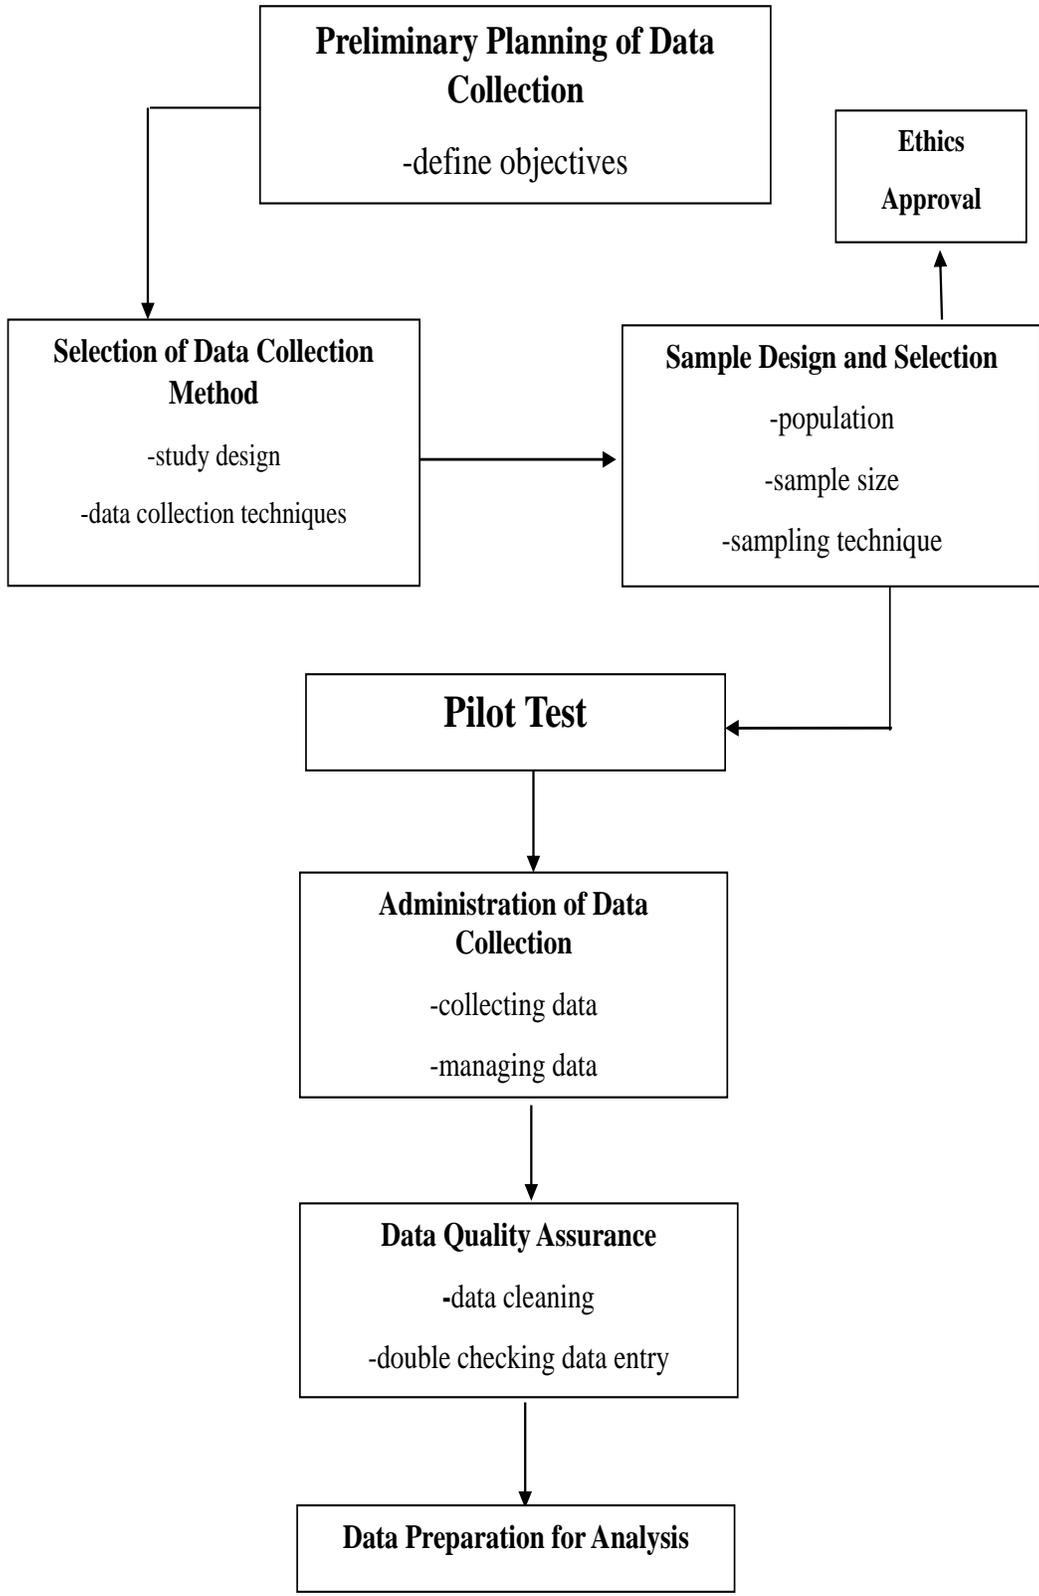 Preliminary Planning of Data
Collection
-define objectives
Ethics
Approval
Selection of Data Collection
Method
-study design
-data collection techniques
Sample Design and Selection
-population
-sample size
-sampling technique
Pilot Test
Administration of Data
Collection
-collecting data
-managing data
Data Quality Assurance
-data cleaning
-double checking data entry
Data Preparation for Analysis